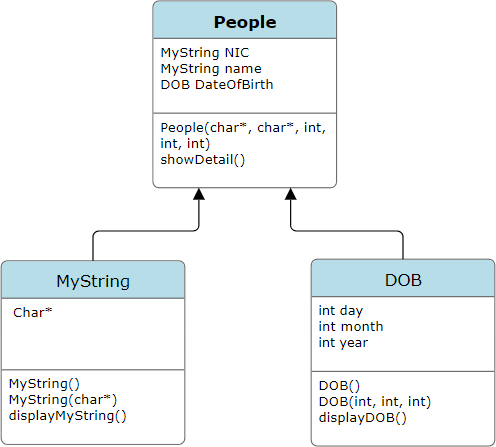 People
MyString NIC
MyString name
DOB DateOfBirth
People(char*, char*, int,
int, int)
showDetail()
MyString
Char*
MyString()
MyString(char*)
displayMyString()
DOB
int day
int month
int year
DOB()
DOB(int, int, int)
displayDOB()